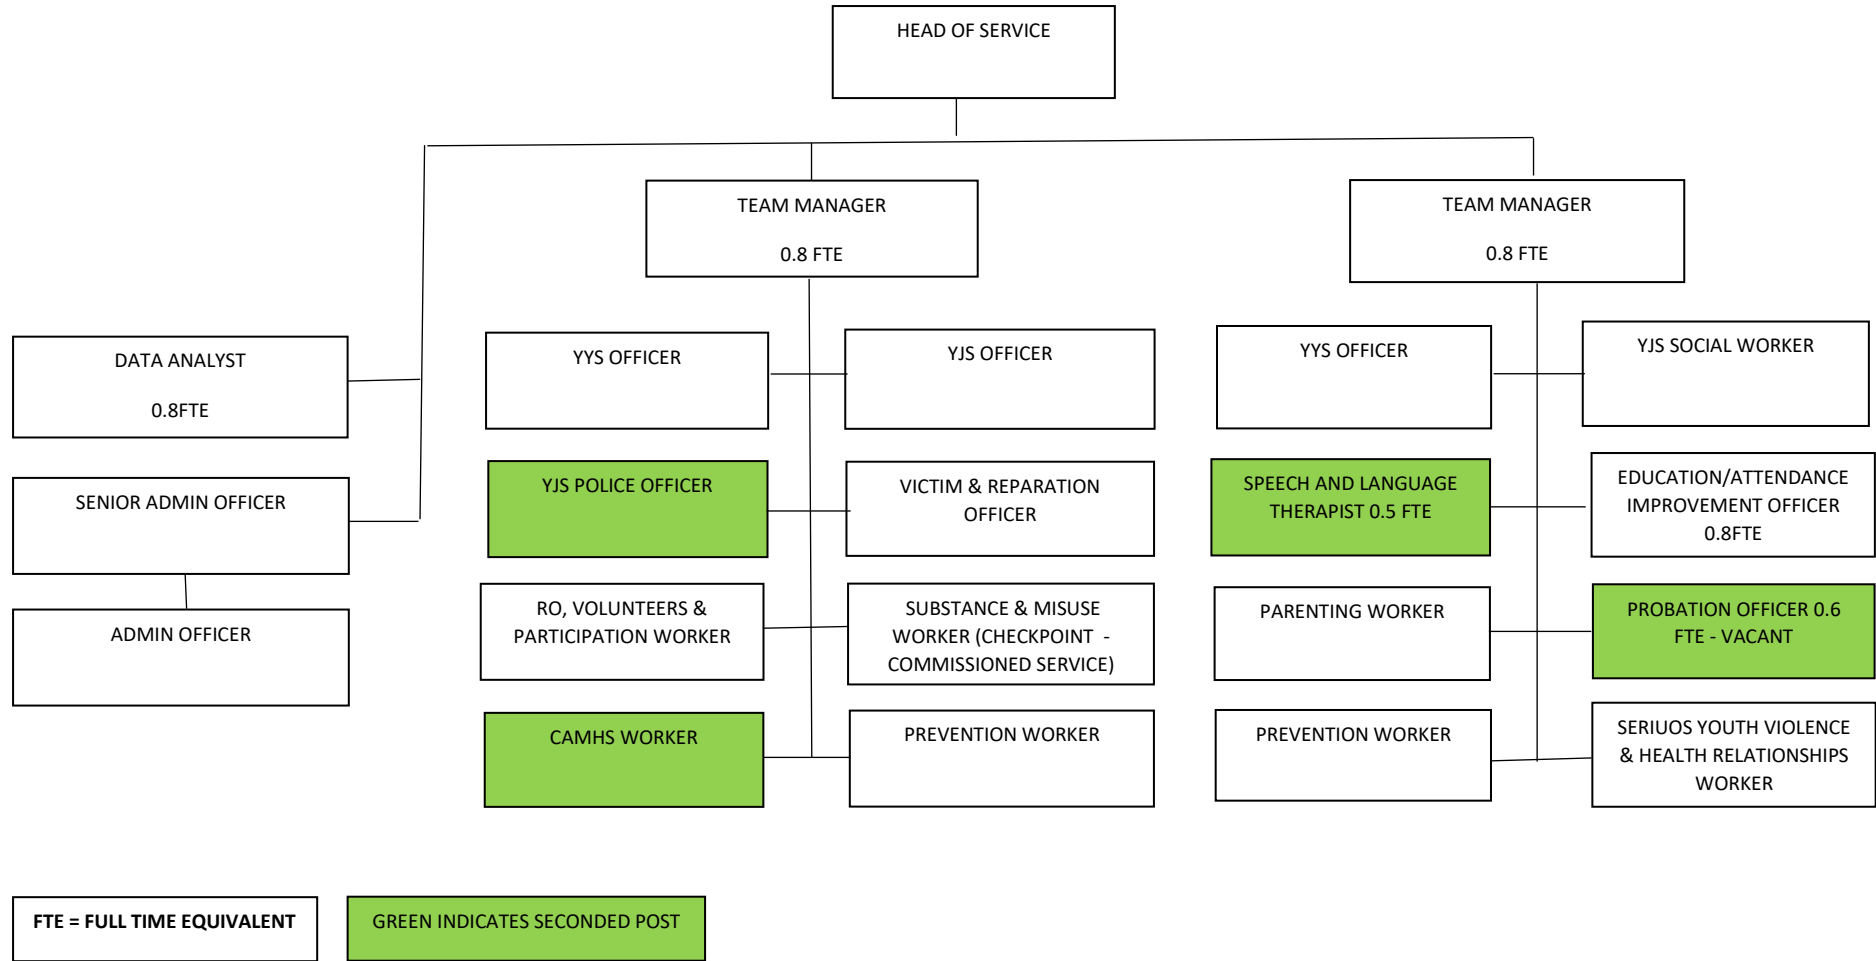 HEAD OF SERVICE
TEAM MANAGER
0.8 FTE
TEAM MANAGER
0.8 FTE
DATA ANALYST
0.8FTE
SENIOR ADMIN OFFICER
ADMIN OFFICER
YYS OFFICER
YJS OFFICER
YJS POLICE OFFICER
VICTIM & REPARATION
OFFICER
RO, VOLUNTEERS &
PARTICIPATION WORKER
SUBSTANCE & MISUSE
WORKER (CHECKPOINT -
COMMISSIONED SERVICE)
CAMHS WORKER
PREVENTION WORKER
YYS OFFICER
YJS SOCIAL WORKER
SPEECH AND LANGUAGE
THERAPIST 0.5 FTE
EDUCATION/ATTENDANCE
IMPROVEMENT OFFICER
0.8FTE
PARENTING WORKER
PROBATION OFFICER 0.6
FTE - VACANT
PREVENTION WORKER
SERIUOS YOUTH VIOLENCE
& HEALTH RELATIONSHIPS
WORKER
FTE = FULL TIME EQUIVALENT
GREEN INDICATES SECONDED POST